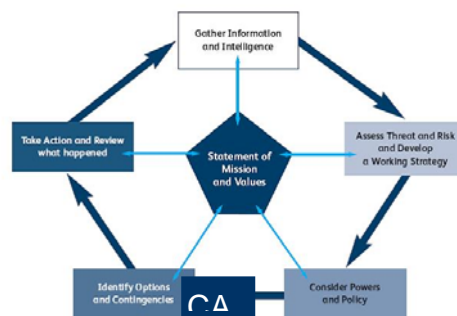 Gather Information
and Intelligence
Take Action and Review
what happened
Statement of
Mission
and Values
Assess Threat and Risk
and Develop
a Working Strategy
Identify Options
and Contingencies
CA
Consider Powers
and Policy